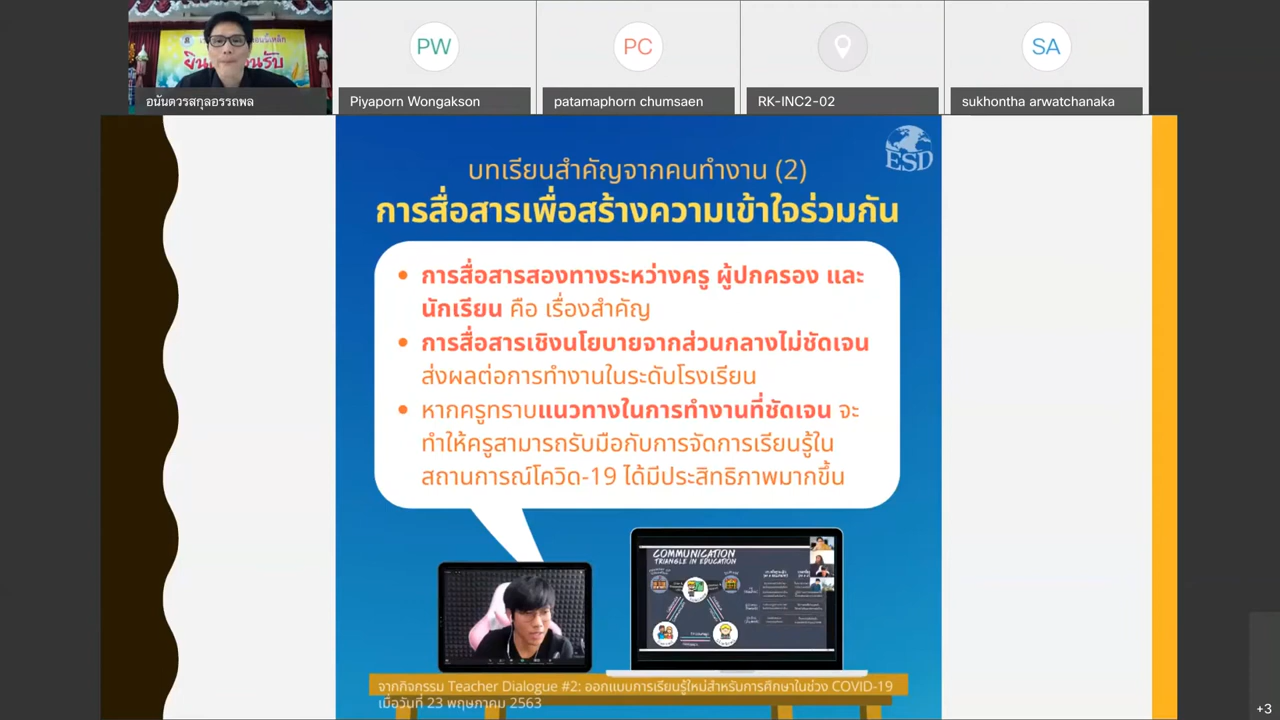 ยินดีต้อนรับ
PW
PC
SA
อนันตวรสกุลอรรถพล
Piyaporn Wongakson
patamaphorn chumsaen
RK-INC2-02
sukhontha arwatchanaka
ESD
บทเรียนสำคัญจากคนทำงาน (2)
การสื่อสารเพื่อสร้างความเข้าใจร่วมกัน
• การสื่อสารสองทางระหว่างครู ผู้ปกครอง และ
นักเรียน คือ เรื่องสำคัญ
• การสื่อสารเชิงนโยบายจากส่วนกลางไม่ชัดเจน
ส่งผลต่อการทำงานในระดับโรงเรียน
• หากครูทราบแนวทางในการทำงานที่ชัดเจน จะ
ทำให้ครูสามารถรับมือกับการจัดการเรียนรู้ใน
สถานการณ์โควิด-19 ได้มีประสิทธิภาพมากขึ้น
COMMUNICATION
TRIANGLE IN EDUCATION
จากกิจกรรม Teacher Dialogue #2: ออกแบบการเรียนรู้ใหม่สำหรับการศึกษาในช่วง COVID-19
เมื่อวันที่ 23 พฤษภาคม 2563
+3